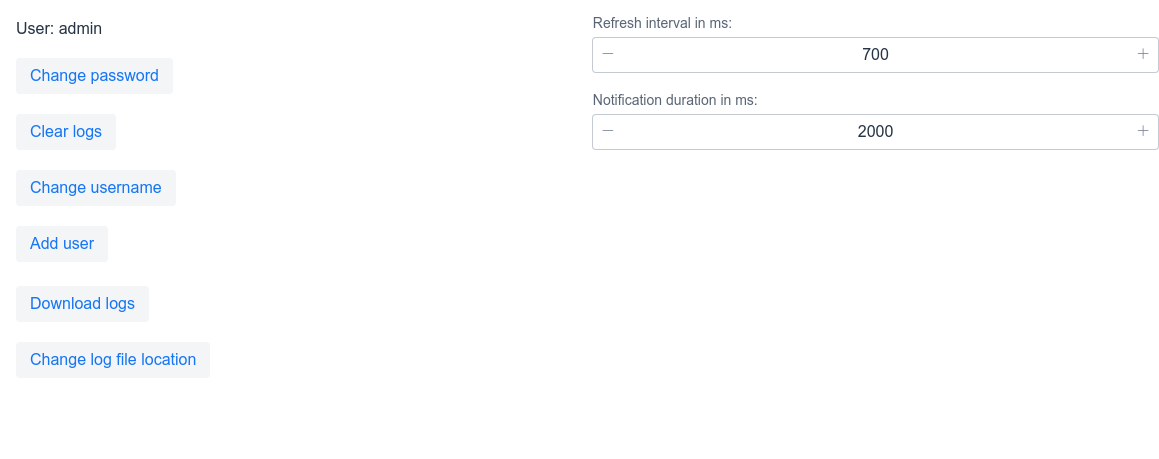 User: admin
Change password
Clear logs
Change username
Add user
Download logs
Change log file location
Refresh interval in ms:
700
Notification duration in ms:
2000